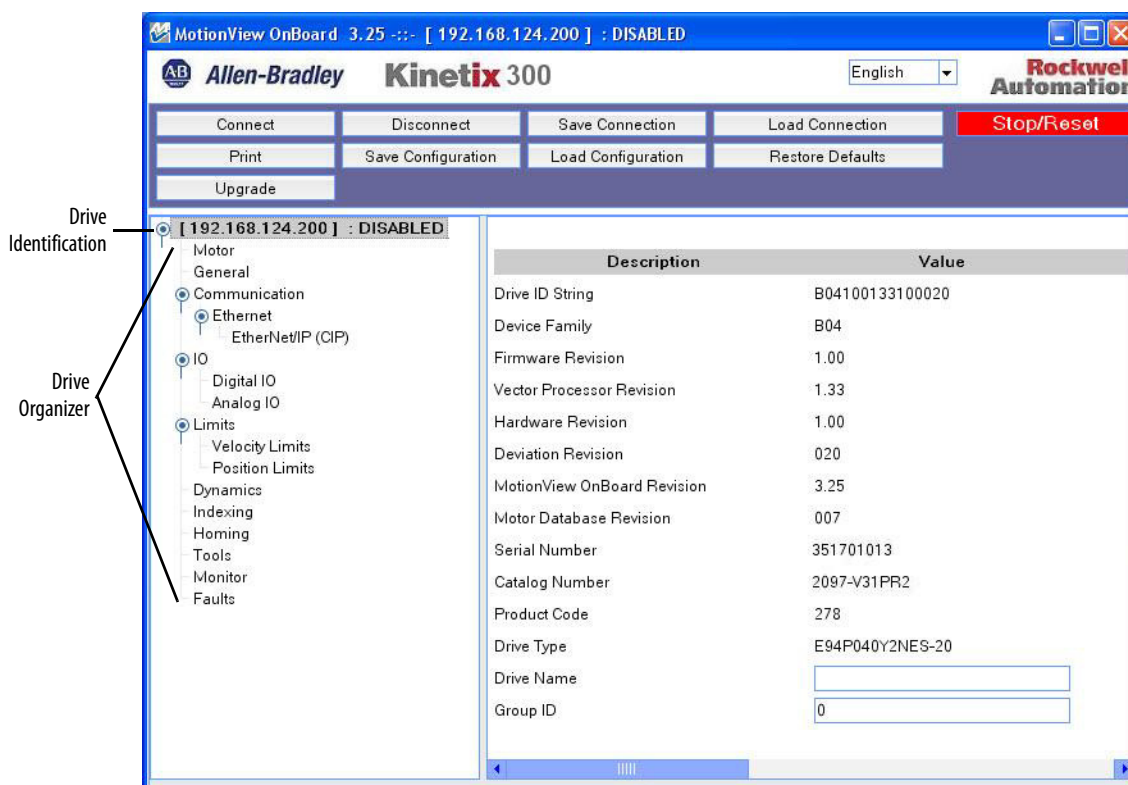 MotionView OnBoard 3.25 -::- [ 192.168.124.200 ] : DISABLED
AB Allen-Bradley Kinetix 300 English Rockwell Automation
Connect Disconnect Save Connection Load Connection Stop/Reset
Print Save Configuration Load Configuration Restore Defaults
Upgrade
Drive Identification
[ 192.168.124.200 ] : DISABLED
Motor
General
Communication
Ethernet
EtherNet/IP (CIP)
IO
Digital IO
Analog IO
Drive Organizer
Limits
Velocity Limits
Position Limits
Dynamics
Indexing
Homing
Tools
Monitor
Faults
Description Value
Drive ID String B04100133100020
Device Family B04
Firmware Revision 1.00
Vector Processor Revision 1.33
Hardware Revision 1.00
Deviation Revision 020
MotionView OnBoard Revision 3.25
Motor Database Revision 007
Serial Number 351701013
Catalog Number 2097-V31PR2
Product Code 278
Drive Type E94P040Y2NES-20
Drive Name
Group ID 0